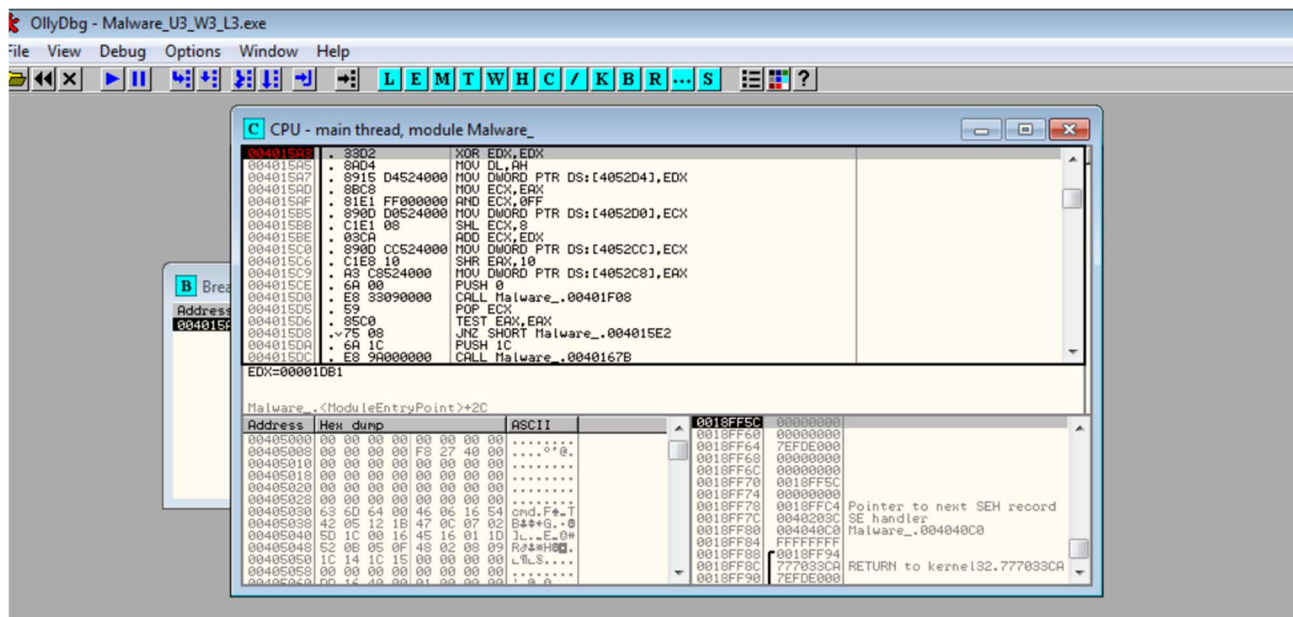 OllyDbg - Malware_U3_W3_L3.exe
File View Debug Options Window Help
L E M T W H C / K B R ... S ?
C CPU - main thread, module Malware_
004015A3 . 33D2 XOR EDX,EDX
004015A5 . 8AD4 MOV DL,AH
004015A7 . 8915 D4524000 MOV DWORD PTR DS:[4052D4],EDX
004015AD . 8BC8 MOV ECX,EAX
004015AF . 81E1 FF000000 AND ECX,0FF
004015B5 . 890D D0524000 MOV DWORD PTR DS:[4052D0],ECX
004015BB . C1E1 08 SHL ECX,8
004015BE . 03CA ADD ECX,EDX
004015C0 . 890D CC524000 MOV DWORD PTR DS:[4052CC],ECX
004015C6 . C1E8 10 SHR EAX,10
004015C9 . A3 C8524000 MOV DWORD PTR DS:[4052C8],EAX
004015CE . 6A 00 PUSH 0
004015D0 . E8 33090000 CALL Malware_.00401F08
004015D5 . 59 POP ECX
004015D6 . 85C0 TEST EAX,EAX
004015D8 .v75 08 JNZ SHORT Malware_.004015E2
004015DA . 6A 1C PUSH 1C
004015DC . E8 9A000000 CALL Malware_.0040167B
EDX=00001DB1
Malware_.<ModuleEntryPoint>+2C
B Brea
Address
004015A
Address Hex dump ASCII
00405000 00 00 00 00 00 00 00 00 ........
00405008 00 00 00 00 F8 27 40 00 ....°'@.
00405010 00 00 00 00 00 00 00 00 ........
00405018 00 00 00 00 00 00 00 00 ........
00405020 00 00 00 00 00 00 00 00 ........
00405028 00 00 00 00 00 00 00 00 ........
00405030 63 6D 64 00 46 06 16 54 cmd.F♠▬T
00405038 42 05 12 1B 47 0C 07 02
00405040 5D 1C 00 16 45 16 01 1D
00405048 52 0B 05 0F 48 02 08 09
00405050 1C 14 1C 15 00 00 00 00
00405058 00 00 00 00 00 00 00 00 ........
00405060 DD 16 40 00 01 00 00 00
0018FF5C 00000000
0018FF60 00000000
0018FF64 7EFDE000
0018FF68 00000000
0018FF6C 00000000
0018FF70 0018FF5C
0018FF74 00000000
0018FF78 0018FFC4 Pointer to next SEH record
0018FF7C 0040203C SE handler
0018FF80 004040C0 Malware_.004040C0
0018FF84 FFFFFFFF
0018FF88 0018FF94
0018FF8C 777033CA RETURN to kernel32.777033CA
0018FF90 7EFDE000